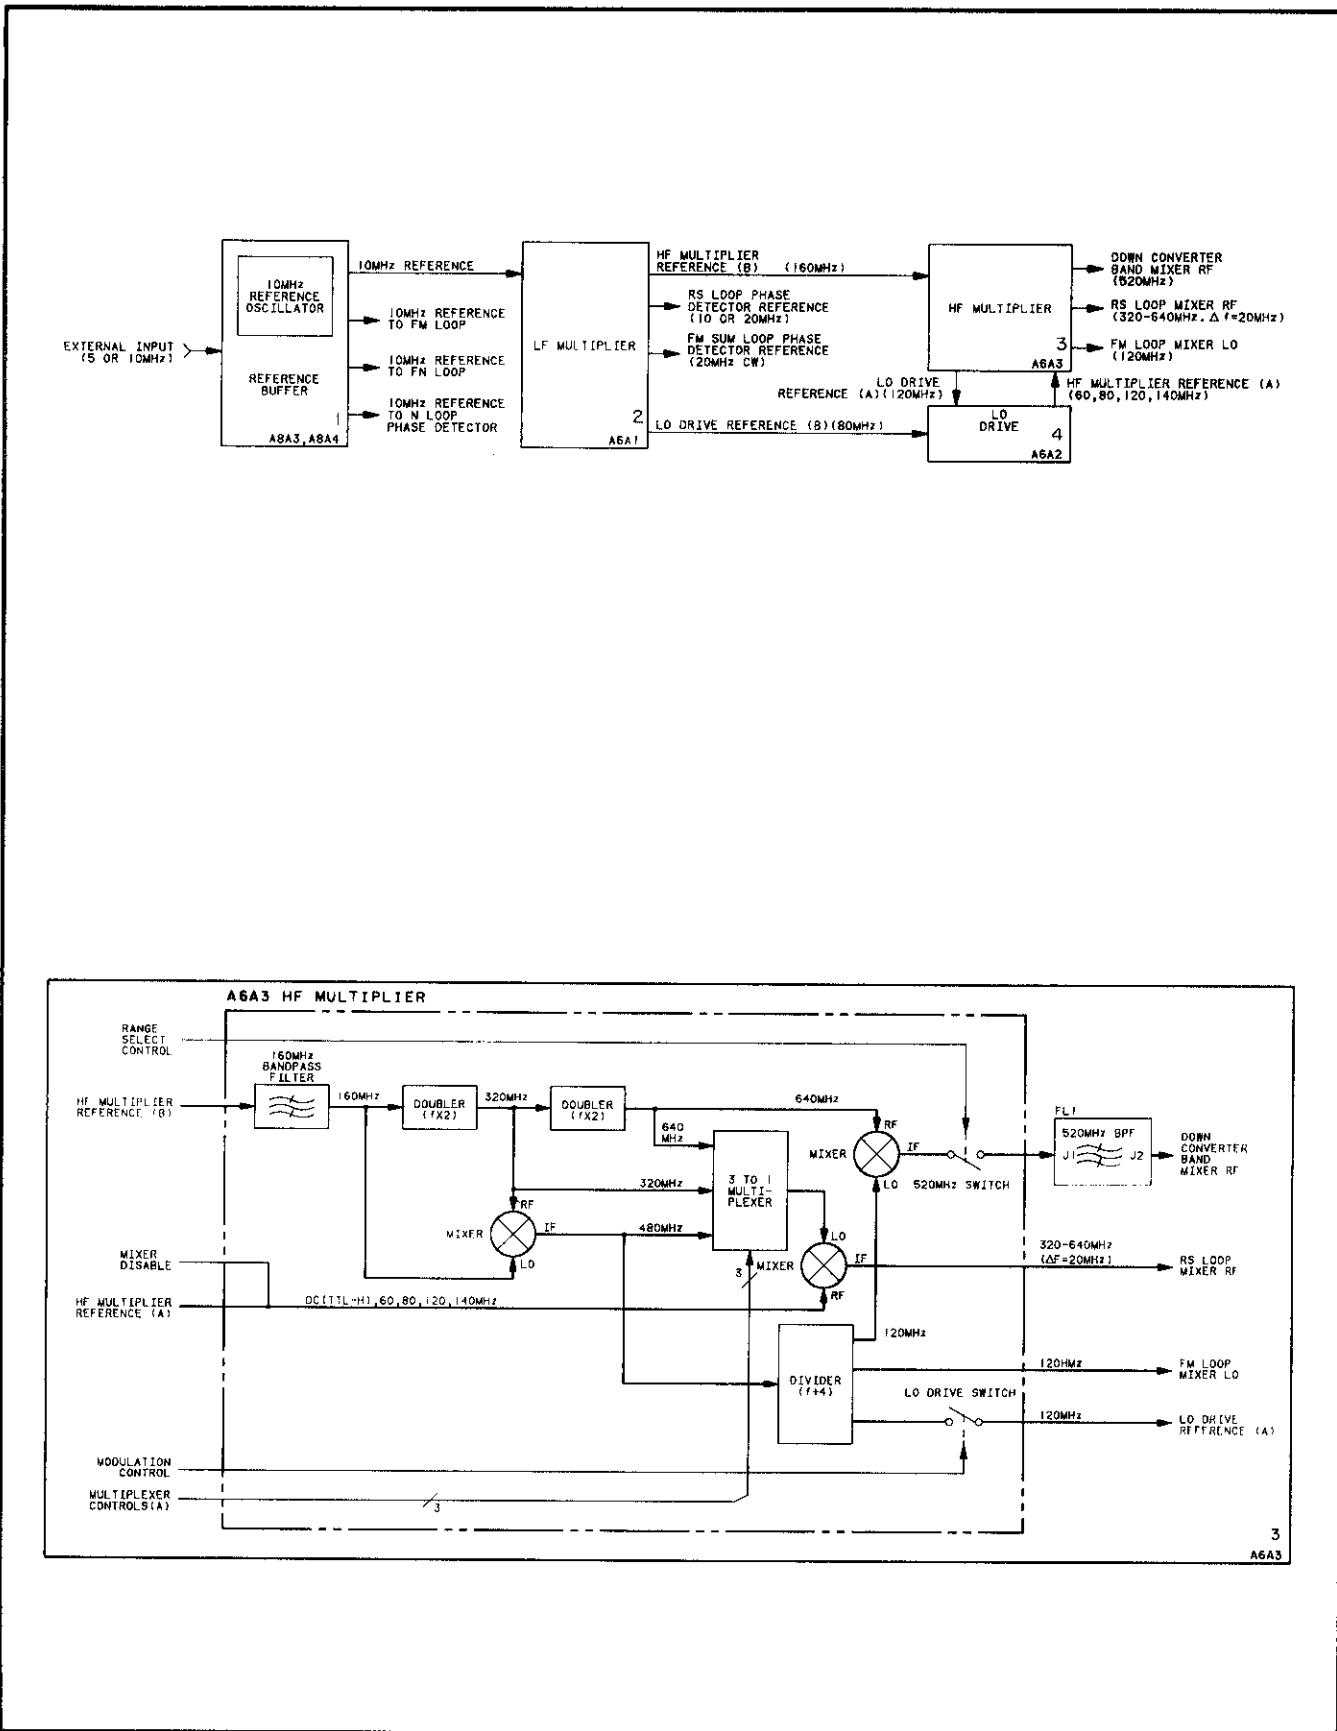 10MHz
REFERENCE
OSCILLATOR
EXTERNAL INPUT
(5 OR 10MHz)
REFERENCE
BUFFER
1
A8A3,A8A4
10MHz REFERENCE
10MHz REFERENCE
TO FM LOOP
10MHz REFERENCE
TO FN LOOP
10MHz REFERENCE
TO N LOOP
PHASE DETECTOR
LF MULTIPLIER
2
A6A1
HF MULTIPLIER
REFERENCE (B) (160MHz)
RS LOOP PHASE
DETECTOR REFERENCE
(10 OR 20MHz)
FM SUM LOOP PHASE
DETECTOR REFERENCE
(20MHz CW)
LO DRIVE
REFERENCE (A)(120MHz)
LO DRIVE REFERENCE (B)(80MHz)
HF MULTIPLIER
3
A6A3
DOWN CONVERTER
BAND MIXER RF
(520MHz)
RS LOOP MIXER RF
(320-640MHz. Δ f=20MHz)
FM LOOP MIXER LO
(120MHz)
HF MULTIPLIER REFERENCE (A)
(60,80,120,140MHz)
LO
DRIVE
4
A6A2
A6A3 HF MULTIPLIER
RANGE
SELECT
CONTROL
160MHz
BANDPASS
FILTER
HF MULTIPLIER
REFERENCE (B)
160MHz
DOUBLER
(fX2)
320MHz
DOUBLER
(fX2)
640MHz
640
MHz
RF
MIXER
IF
LO
520MHz SWITCH
FL1
520MHz BPF
J1
J2
DOWN
CONVERTER
BAND
MIXER RF
320MHz
3 TO 1
MULTI-
PLEXER
RF
MIXER
IF
LO
480MHz
MIXER
DISABLE
3
MIXER
LO
IF
RF
320-640MHz
(ΔF=20MHz)
RS LOOP
MIXER RF
HF MULTIPLIER
REFERENCE (A)
DC(TTL-H),60,80,120,140MHz
120MHz
DIVIDER
(f÷4)
120HMz
FM LOOP
MIXER LO
LO DRIVE SWITCH
120MHz
LO DRIVE
REFERENCE (A)
MODULATION
CONTROL
MULTIPLEXER
CONTROLS(A)
3
3
A6A3